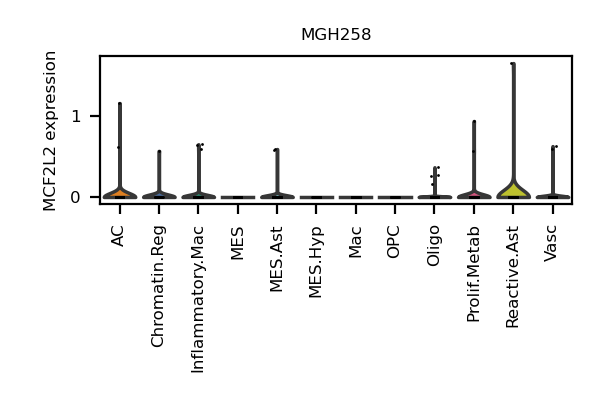 MGH258
MCF2L2 expression
1
0
AC
Chromatin.Reg
Inflammatory.Mac
MES
MES.Ast
MES.Hyp
Mac
OPC
Oligo
Prolif.Metab
Reactive.Ast
Vasc